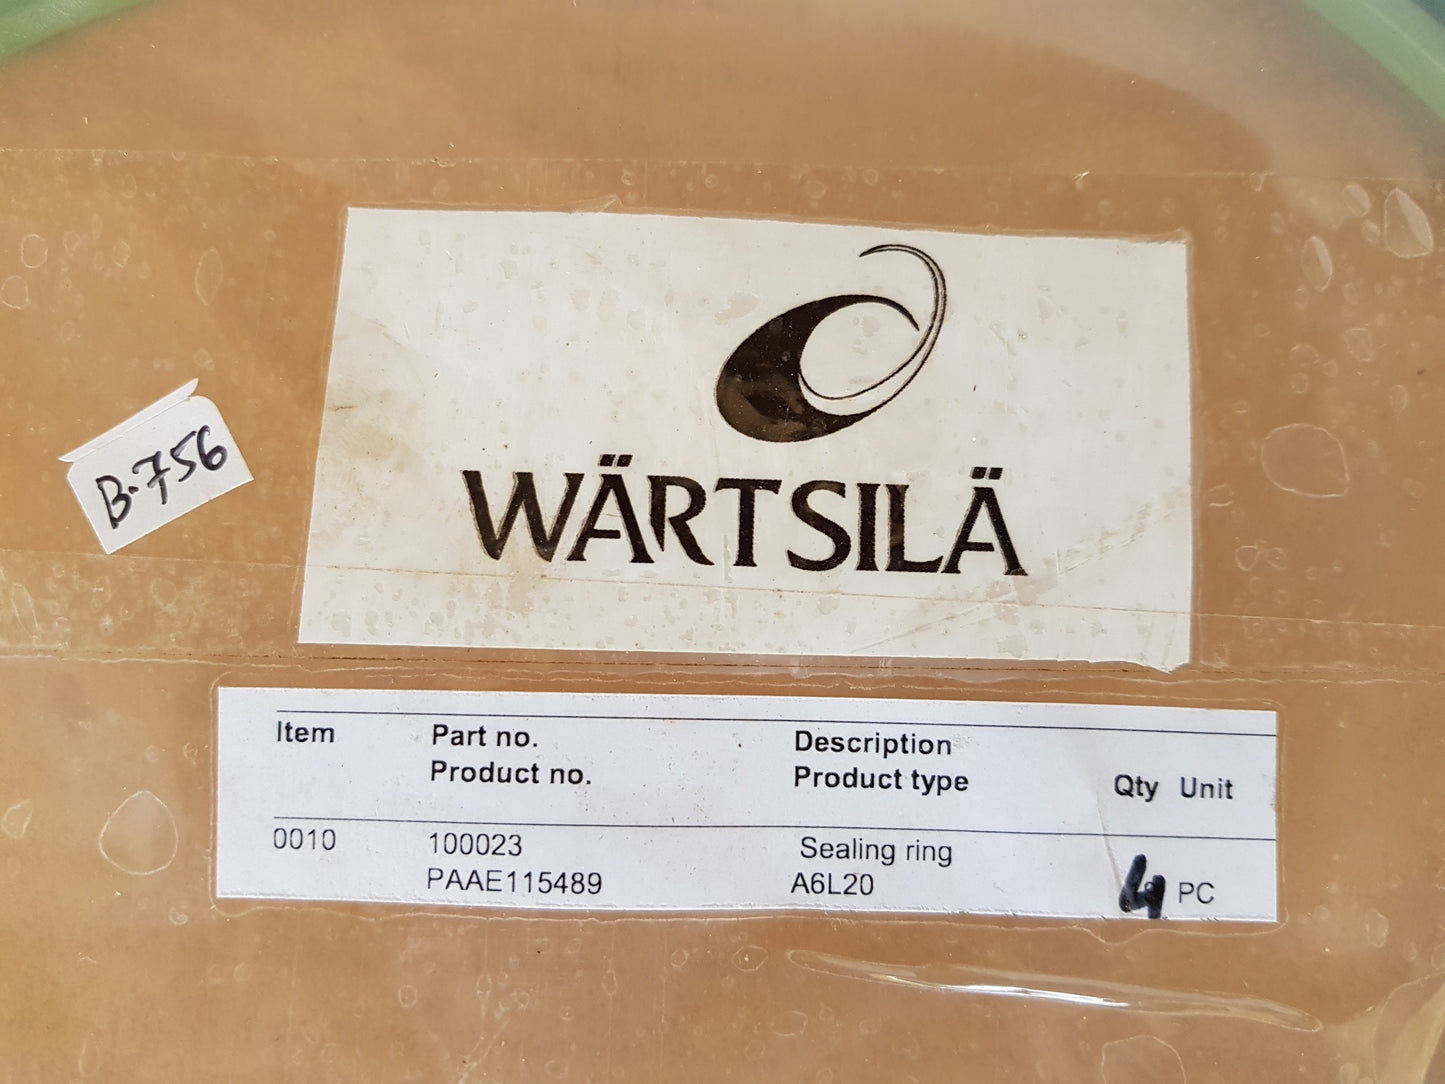 WÄRTSILÄ
B-756
Item Part no. Description
Product no. Product type Qty Unit
0010 100023 Sealing ring
PAAE115489 A6L20 4 PC